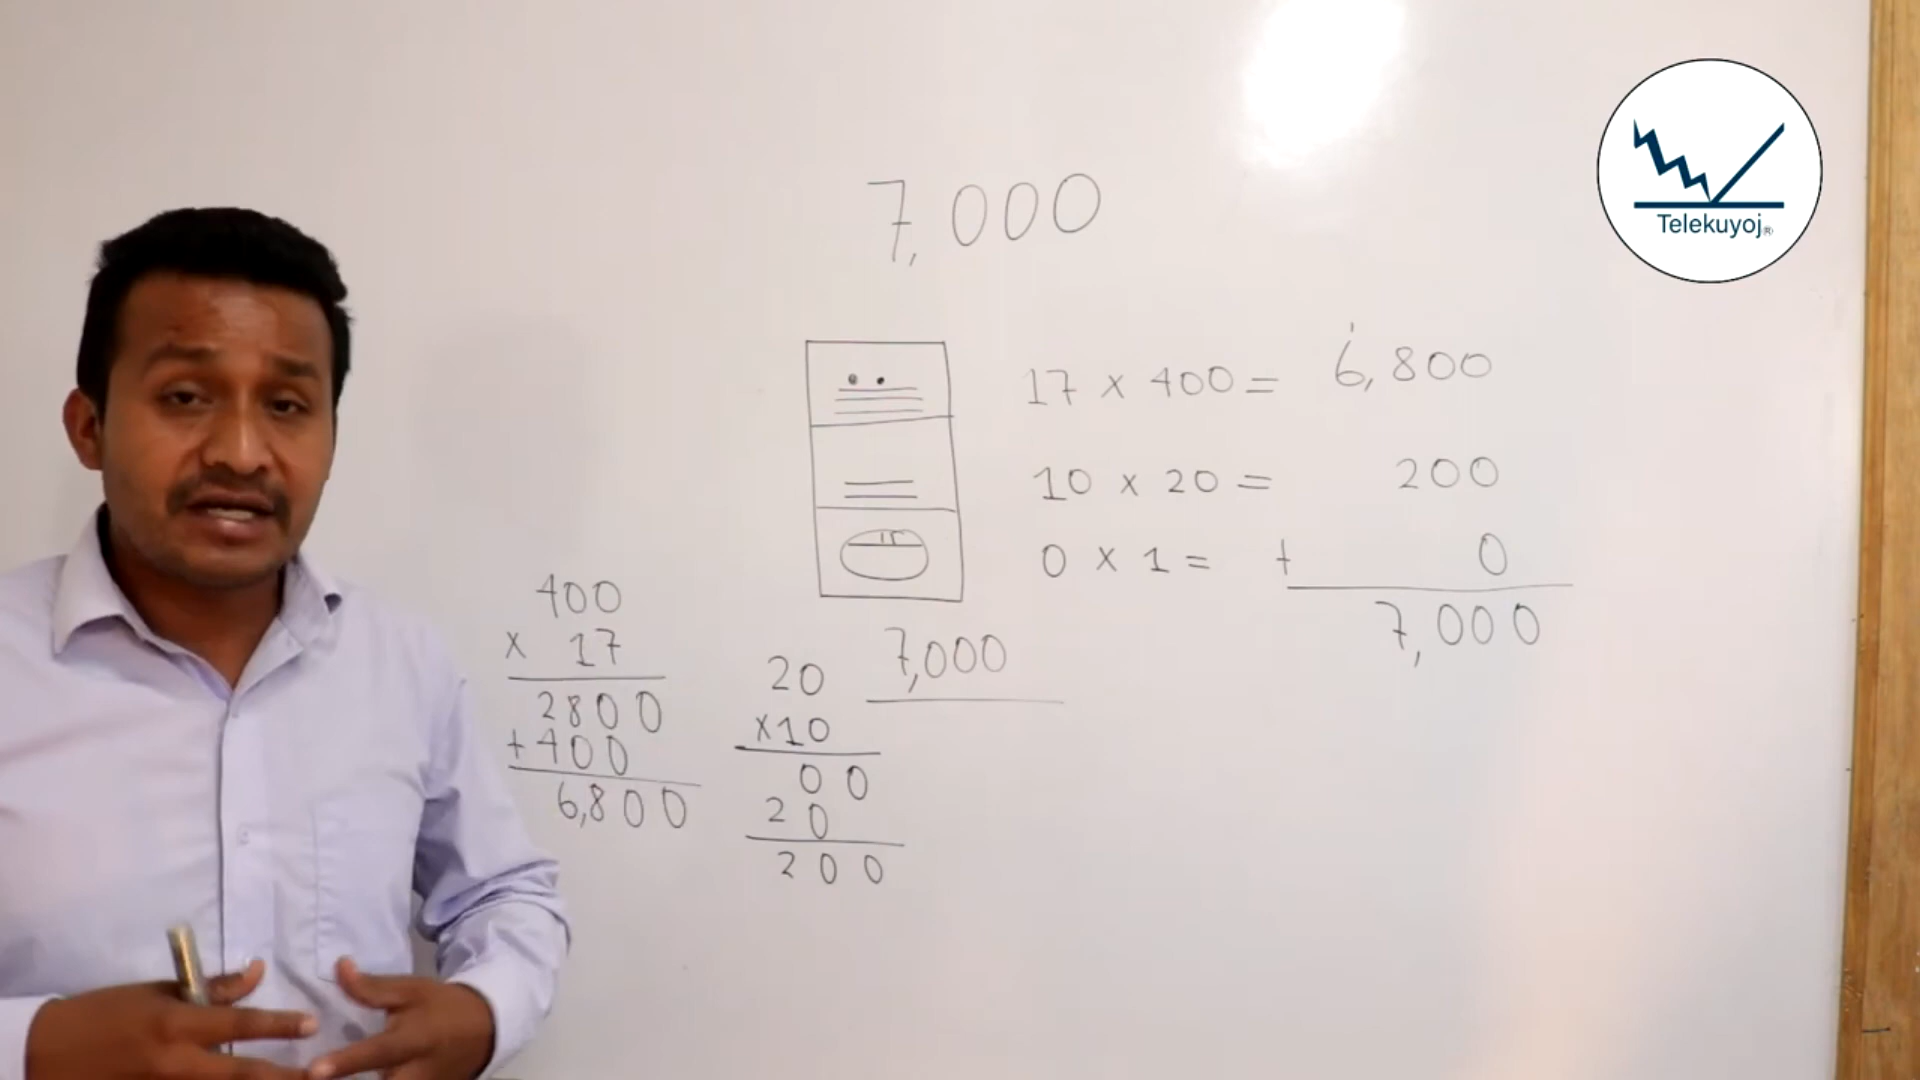 7,000
Telekuyoj®
17 x 400 = 6,800
10 x 20 = 200
0 x 1 = + 0
7,000
7,000
400
x 17
2800
+400
6,800
20
x10
00
20
200